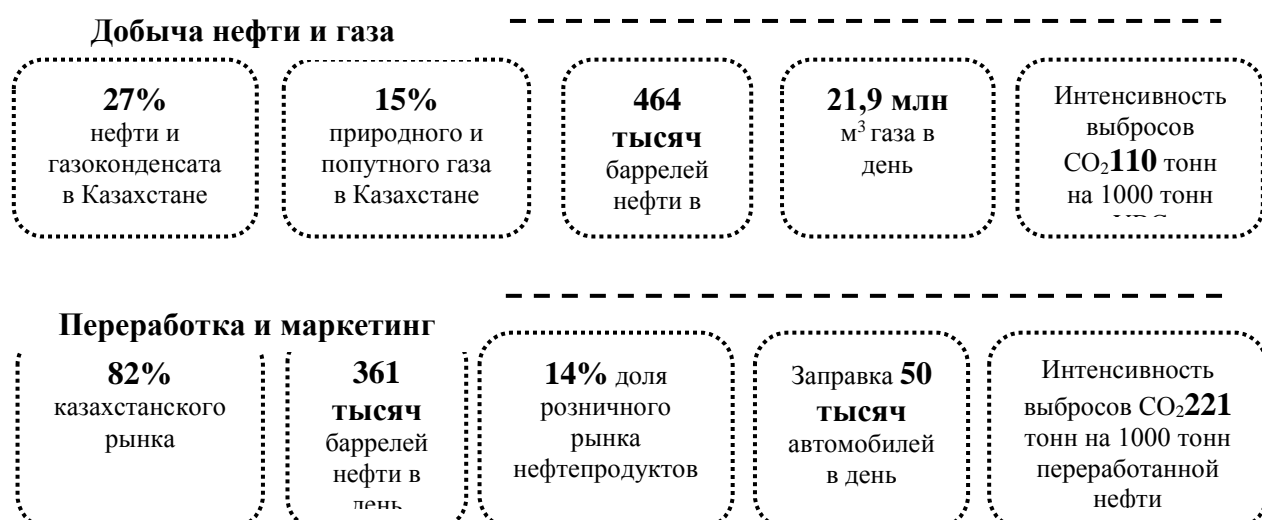 Добыча нефти и газа
27%
нефти и
газоконденсата
в Казахстане
15%
природного и
попутного газа
в Казахстане
464
тысяч
баррелей
нефти в
21,9 млн
м³ газа в
день
Интенсивность
выбросов
CO₂110 тонн
на 1000 тонн
Переработка и маркетинг
82%
казахстанского
рынка
361
тысяч
баррелей
нефти в
день
14% доля
розничного
рынка
нефтепродуктов
Заправка 50
тысяч
автомобилей
в день
Интенсивность
выбросов CO₂221
тонн на 1000 тонн
переработанной
нефти